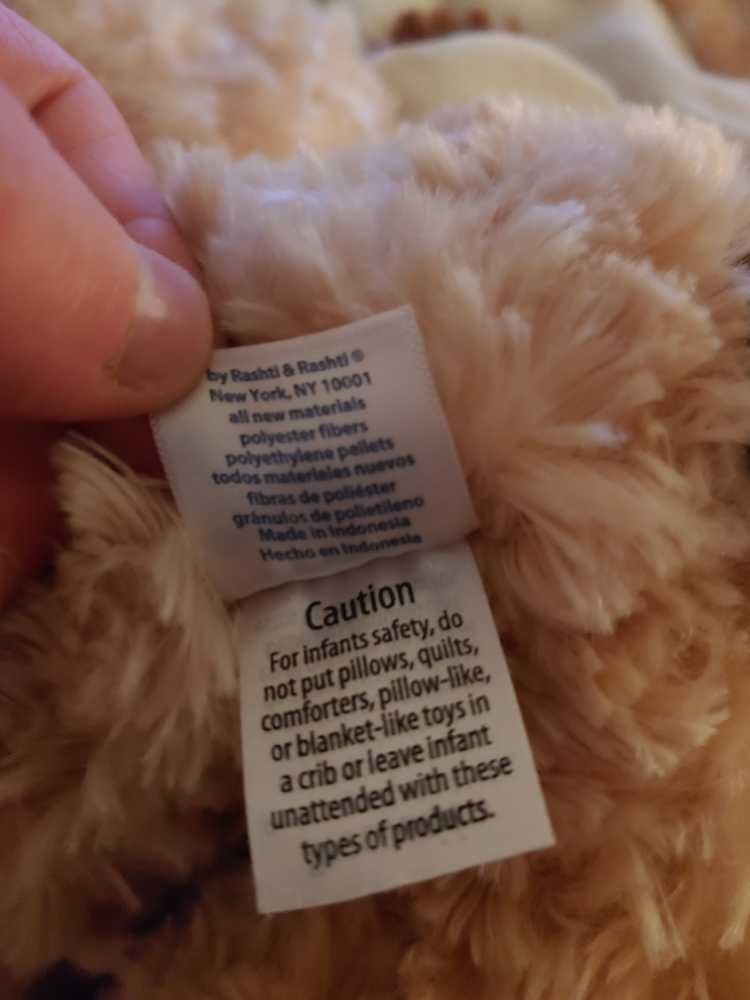 by Rashti & Rashti ®
New York, NY 10001
all new materials
polyester fibers
polyethylene pellets
todos materiales nuevos
fibras de poliéster
gránulos de polietileno
Made in Indonesia
Hecho en Indonesia
Caution
For infants safety, do
not put pillows, quilts,
comforters, pillow-like,
or blanket-like toys in
a crib or leave infant
unattended with these
types of products.